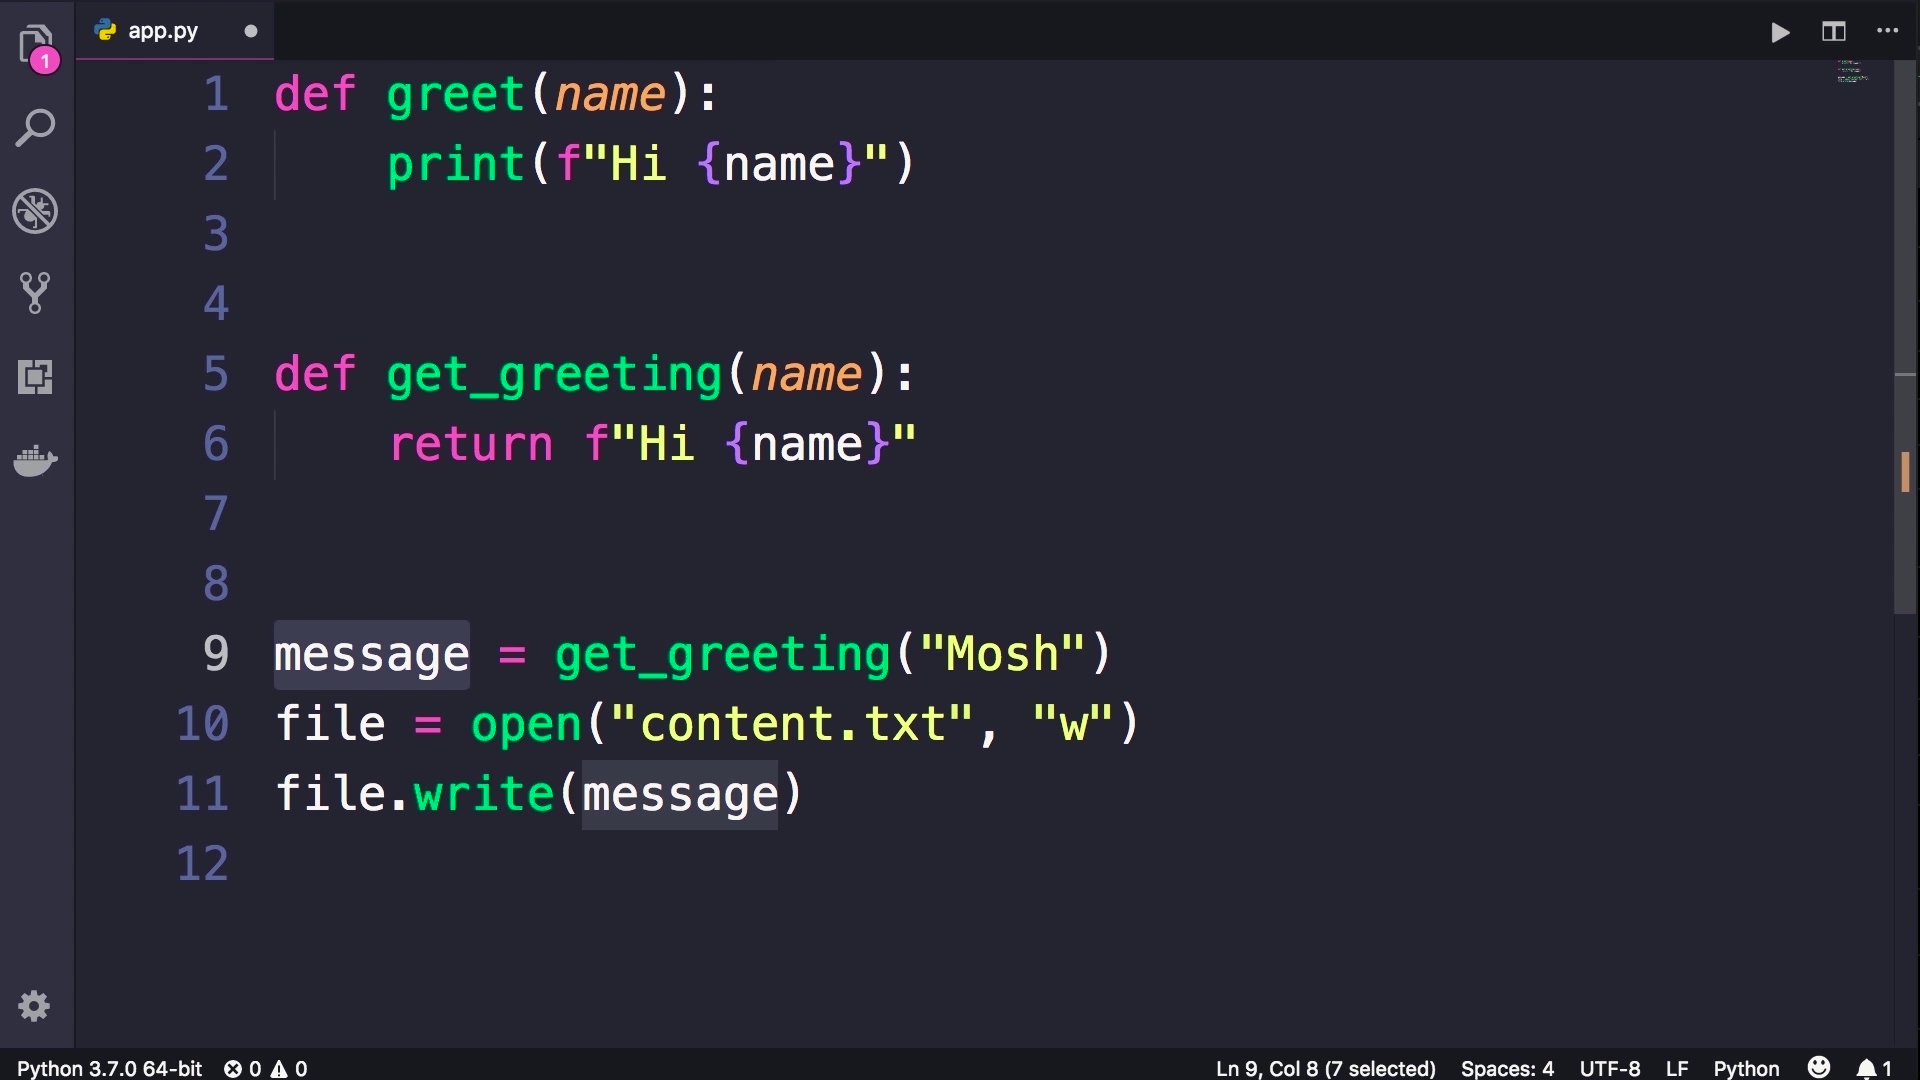 app.py
1
1 def greet(name):
2     print(f"Hi {name}")
3
4
5 def get_greeting(name):
6     return f"Hi {name}"
7
8
9 message = get_greeting("Mosh")
10 file = open("content.txt", "w")
11 file.write(message)
12
Python 3.7.0 64-bit 0 0 Ln 9, Col 8 (7 selected) Spaces: 4 UTF-8 LF Python 1